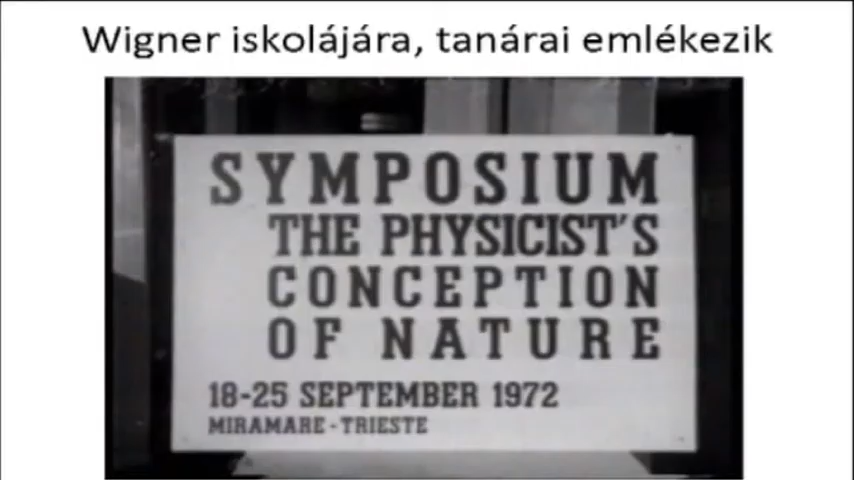 Wigner iskolájára, tanárai emlékezik
SYMPOSIUM
THE PHYSICIST'S
CONCEPTION
OF NATURE
18-25 SEPTEMBER 1972
MIRAMARE-TRIESTE